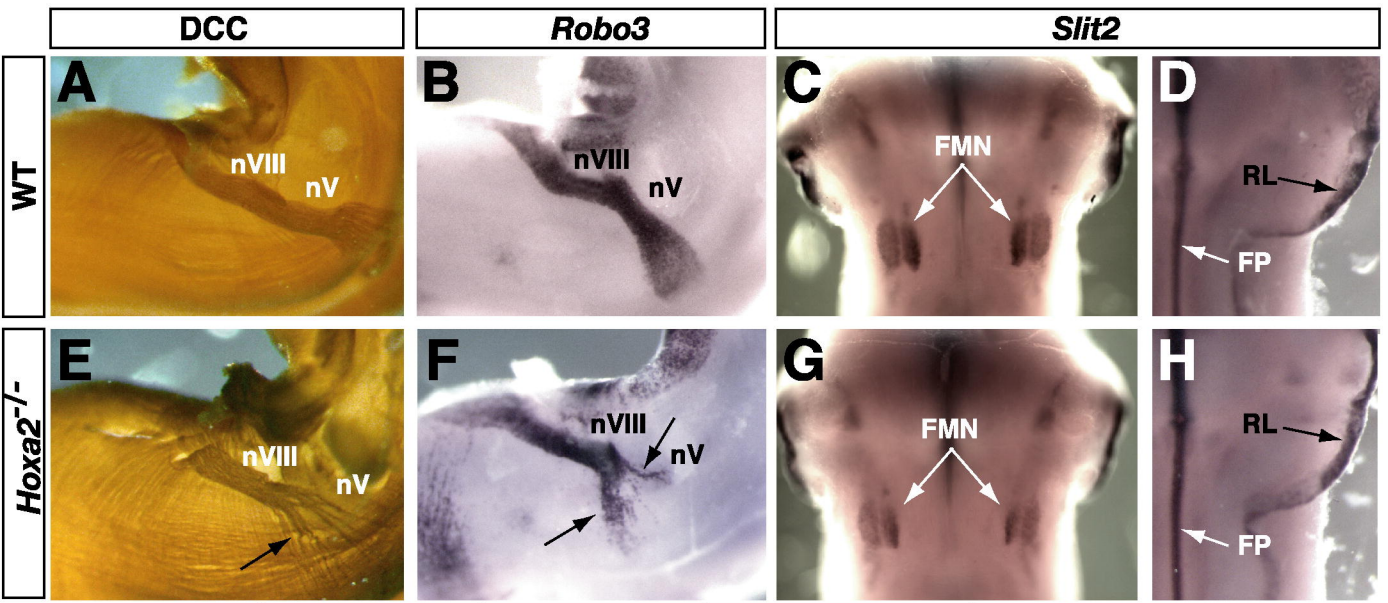 DCC
Robo3
Slit2
WT
A
nVIII
nV
B
nVIII
nV
C
FMN
D
RL
FP
Hoxa2-/-
E
nVIII
nV
F
nVIII
nV
G
FMN
H
RL
FP